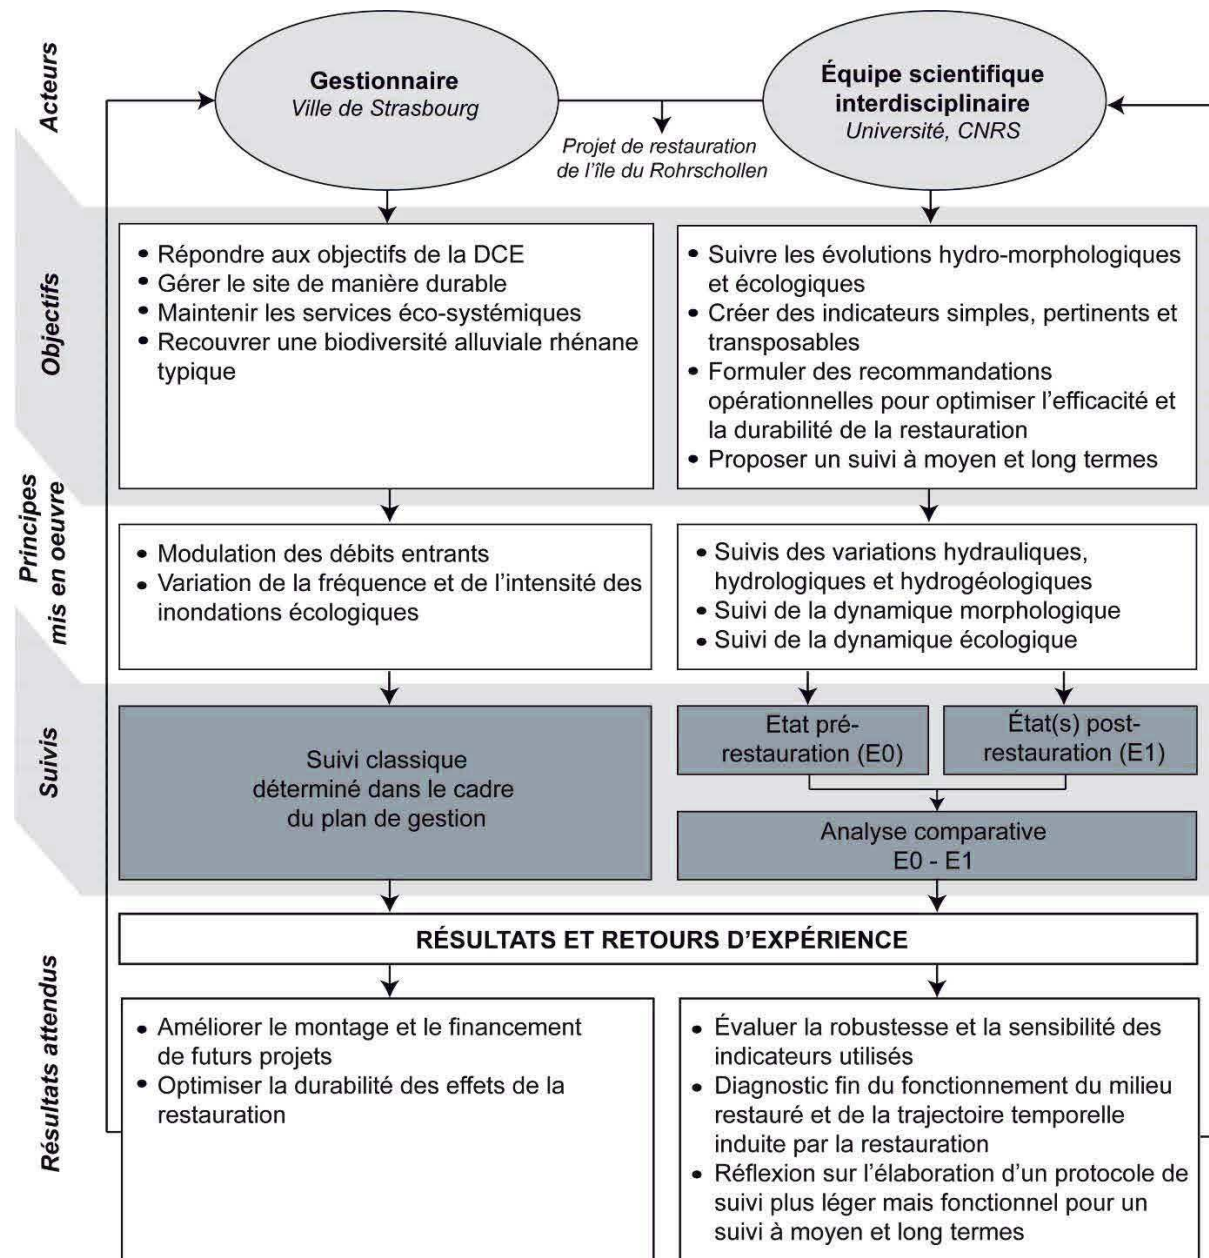 Acteurs
Gestionnaire
Ville de Strasbourg
Équipe scientifique
interdisciplinaire
Université, CNRS
Projet de restauration
de l'île du Rohrschollen
Objectifs
• Répondre aux objectifs de la DCE
• Gérer le site de manière durable
• Maintenir les services éco-systémiques
• Recouvrer une biodiversité alluviale rhénane
typique
• Suivre les évolutions hydro-morphologiques
et écologiques
• Créer des indicateurs simples, pertinents et
transposables
• Formuler des recommandations
opérationnelles pour optimiser l'efficacité et
la durabilité de la restauration
• Proposer un suivi à moyen et long termes
Principes
mis en oeuvre
• Modulation des débits entrants
• Variation de la fréquence et de l'intensité des
inondations écologiques
• Suivis des variations hydrauliques,
hydrologiques et hydrogéologiques
• Suivi de la dynamique morphologique
• Suivi de la dynamique écologique
Suivis
Suivi classique
déterminé dans le cadre
du plan de gestion
Etat pré-
restauration (E0)
État(s) post-
restauration (E1)
Analyse comparative
E0 - E1
RÉSULTATS ET RETOURS D'EXPÉRIENCE
Résultats attendus
• Améliorer le montage et le financement
de futurs projets
• Optimiser la durabilité des effets de la
restauration
• Évaluer la robustesse et la sensibilité des
indicateurs utilisés
• Diagnostic fin du fonctionnement du milieu
restauré et de la trajectoire temporelle
induite par la restauration
• Réflexion sur l'élaboration d'un protocole de
suivi plus léger mais fonctionnel pour un
suivi à moyen et long termes